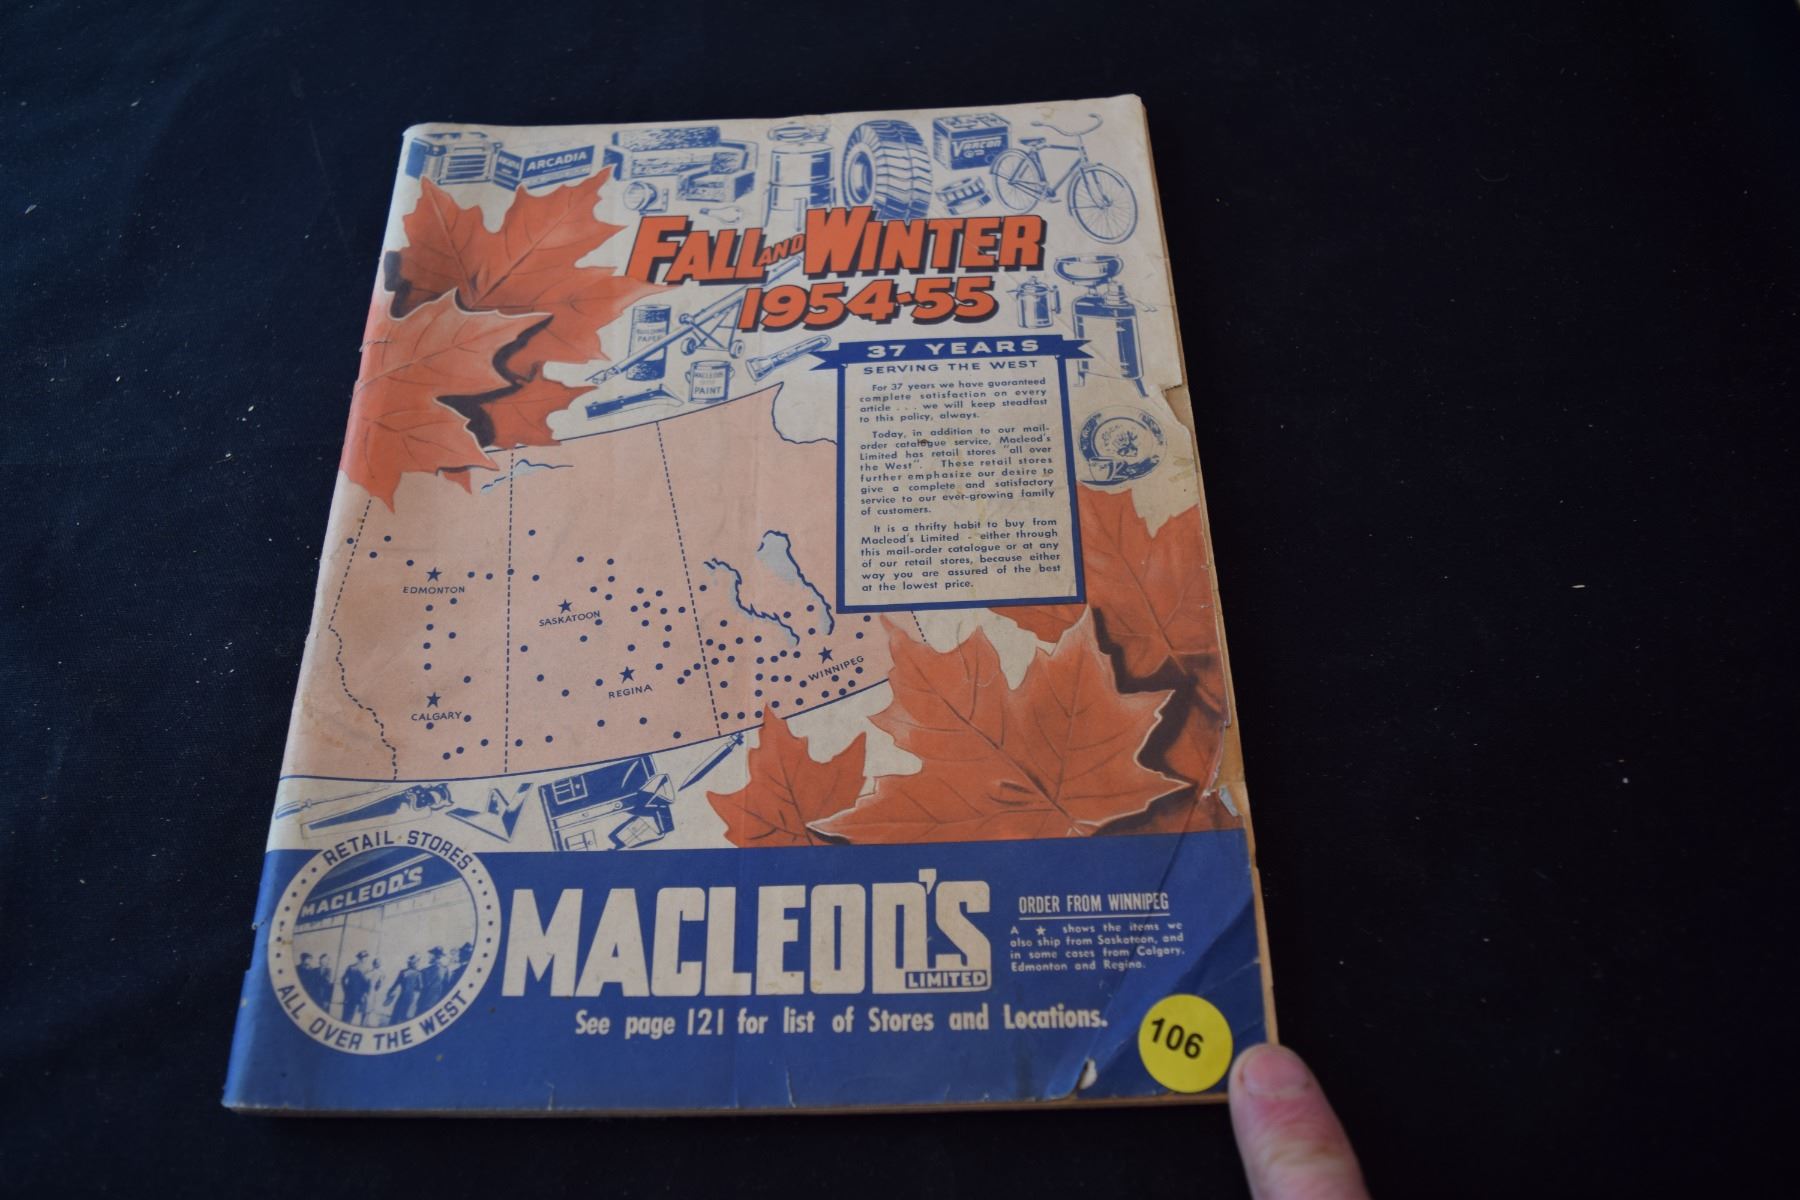 ARCADIA
ARCADIA
VARCON
FALL AND WINTER
1954-55
BUILDING
PAPER
MACLEOD'S
PAINT
37 YEARS
SERVING THE WEST
For 37 years we have guaranteed
complete satisfaction on every
article . . . we will keep steadfast
to this policy, always.
Today, in addition to our mail-
order catalogue service, Macleod's
Limited has retail stores "all over
the West". These retail stores
further emphasize our desire to
give a complete and satisfactory
service to our ever-growing family
of customers.
It is a thrifty habit to buy from
Macleod's Limited - either through
this mail-order catalogue or at any
of our retail stores, because either
way you are assured of the best
at the lowest price.
72
EDMONTON
SASKATOON
REGINA
WINNIPEG
CALGARY
RETAIL STORES
MACLEOD'S
ALL OVER THE WEST
MACLEOD'S
LIMITED
ORDER FROM WINNIPEG
A ★ shows the items we
also ship from Saskatoon, and
in some cases from Calgary,
Edmonton and Regina.
See page 121 for list of Stores and Locations.
106